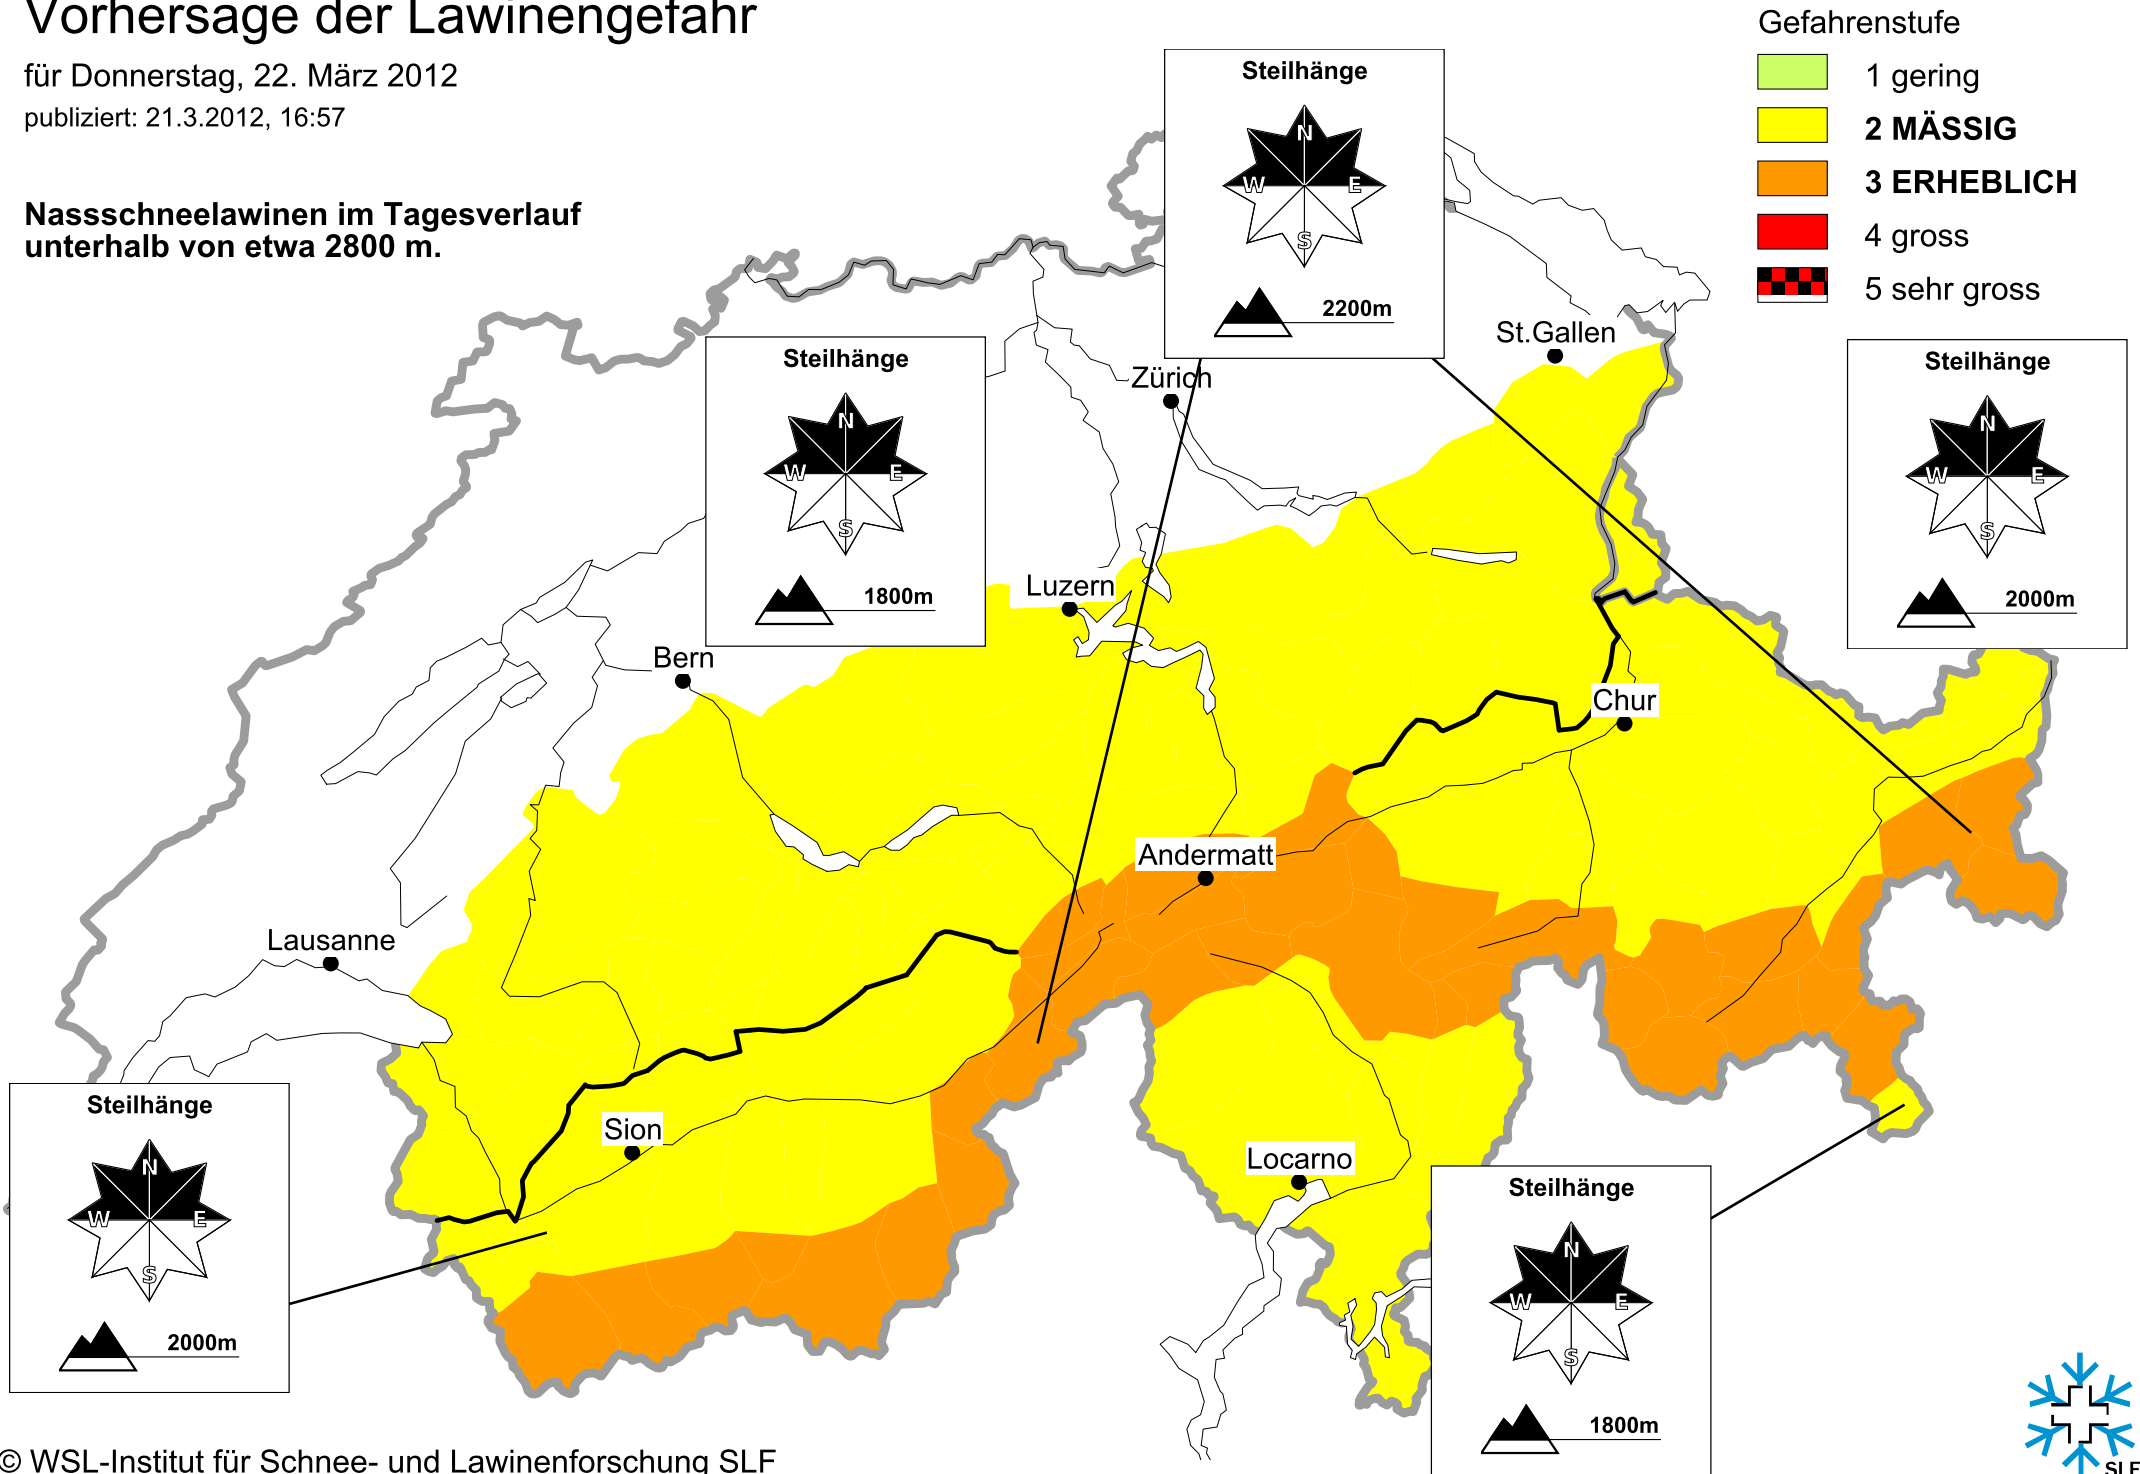 Vorhersage der Lawinengefahr
für Donnerstag, 22. März 2012
publiziert: 21.3.2012, 16:57
Nassschneelawinen im Tagesverlauf
unterhalb von etwa 2800 m.
Gefahrenstufe
1 gering
2 MÄSSIG
3 ERHEBLICH
4 gross
5 sehr gross
Steilhänge
N
W E
S
2200m
Steilhänge
N
W E
S
1800m
Steilhänge
N
W E
S
2000m
St.Gallen
Zürich
Luzern
Bern
Chur
Andermatt
Lausanne
Sion
Locarno
Steilhänge
N
W E
S
2000m
Steilhänge
N
W E
S
1800m
© WSL-Institut für Schnee- und Lawinenforschung SLF
SLF